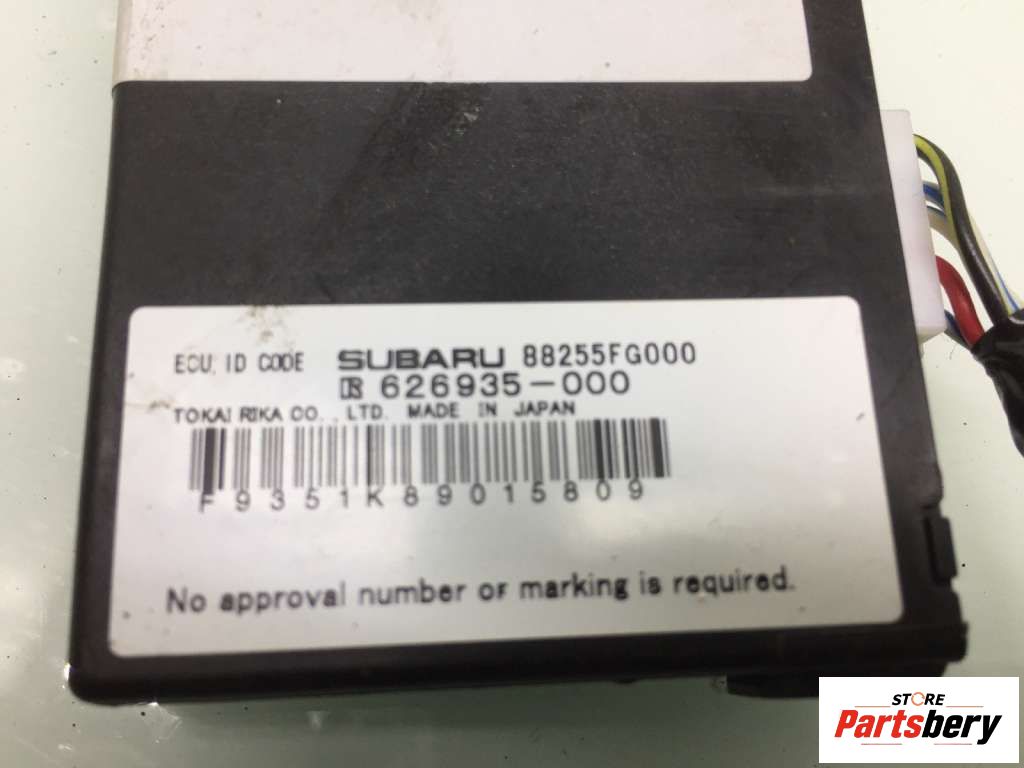 ECU, ID CODE SUBARU 88255FG000
R 626935-000
TOKAI RIKA CO., LTD. MADE IN JAPAN
F9351K89015809
No approval number or marking is required.
STORE
Partsbery